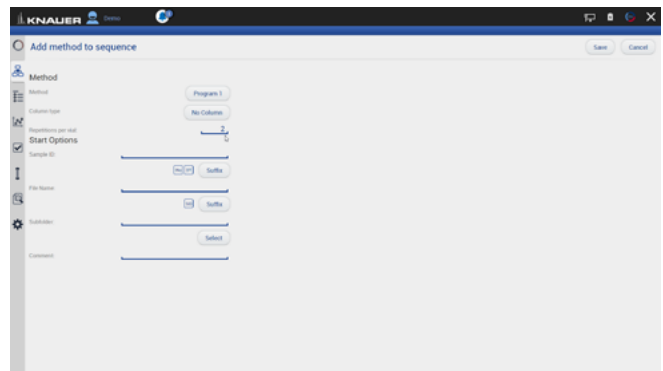 KNAUER Demo
Add method to sequence
Save Cancel
Method
Method Program 1
Column type No Column
Repetitions per vial 2
Start Options
Sample ID
Suffix
File Name
Suffix
Subfolder
Select
Comment